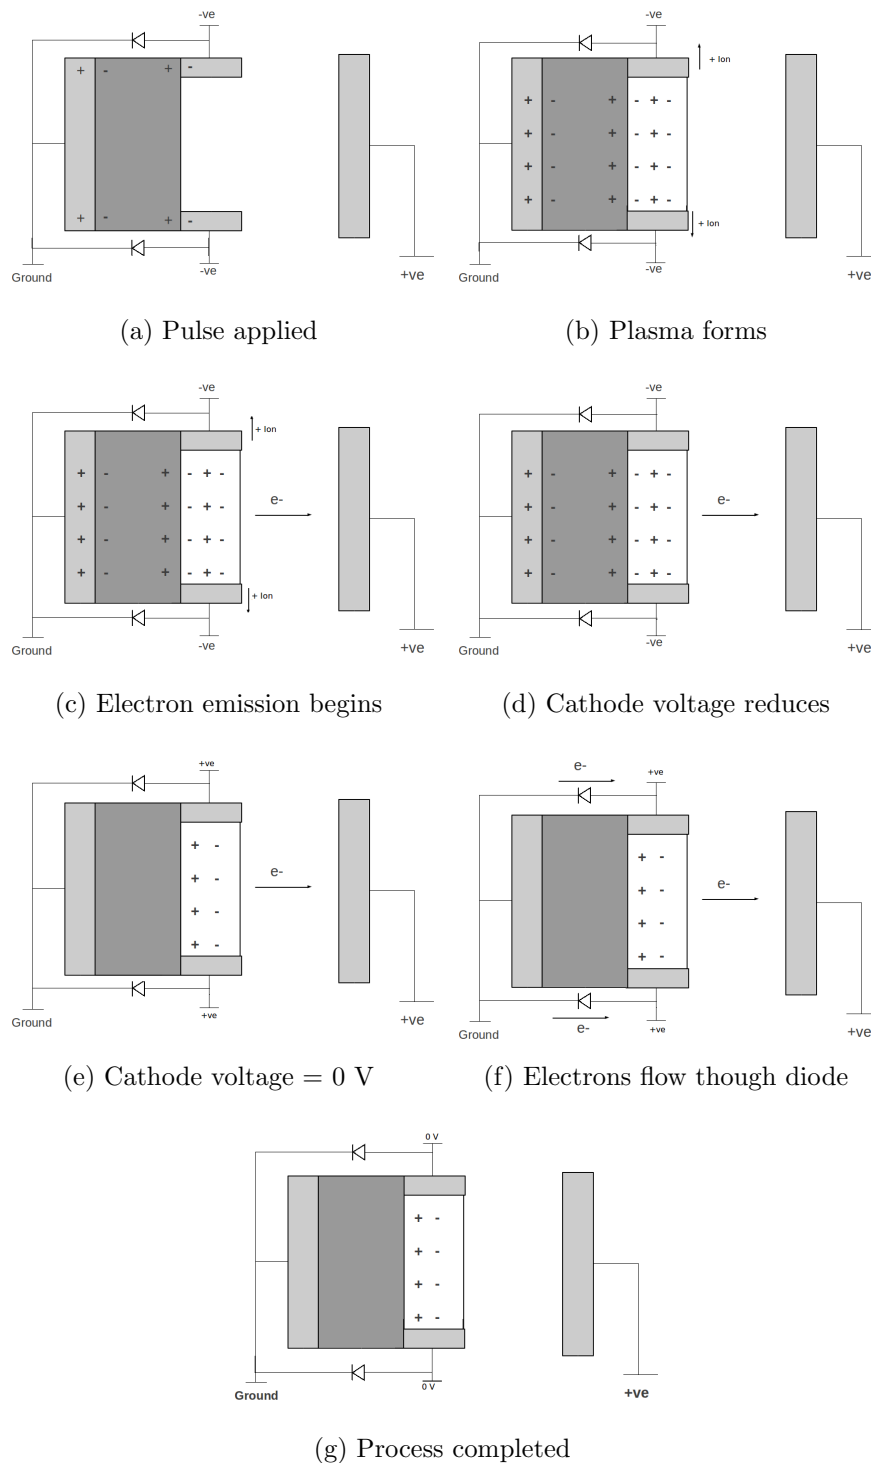 -ve
+ - + -
+ - + -
-ve
Ground
+ve
(a) Pulse applied
-ve
+ Ion
+ - + - + -
+ - + - + -
+ - + - + -
+ - + - + -
+ Ion
-ve
Ground
+ve
(b) Plasma forms
-ve
+ Ion
+ - + - + -
e-
+ - + - + -
+ - + - + -
+ - + - + -
+ Ion
-ve
Ground
+ve
(c) Electron emission begins
-ve
+ - + - + -
e-
+ - + - + -
+ - + - + -
+ - + - + -
-ve
Ground
+ve
(d) Cathode voltage reduces
+ve
+ -
e-
+ -
+ -
+ -
+ve
Ground
+ve
(e) Cathode voltage = 0 V
e-
+ve
+ -
e-
+ -
+ -
+ -
e-
+ve
Ground
+ve
(f) Electrons flow though diode
0 V
+ -
+ -
+ -
+ -
0 V
Ground
+ve
(g) Process completed